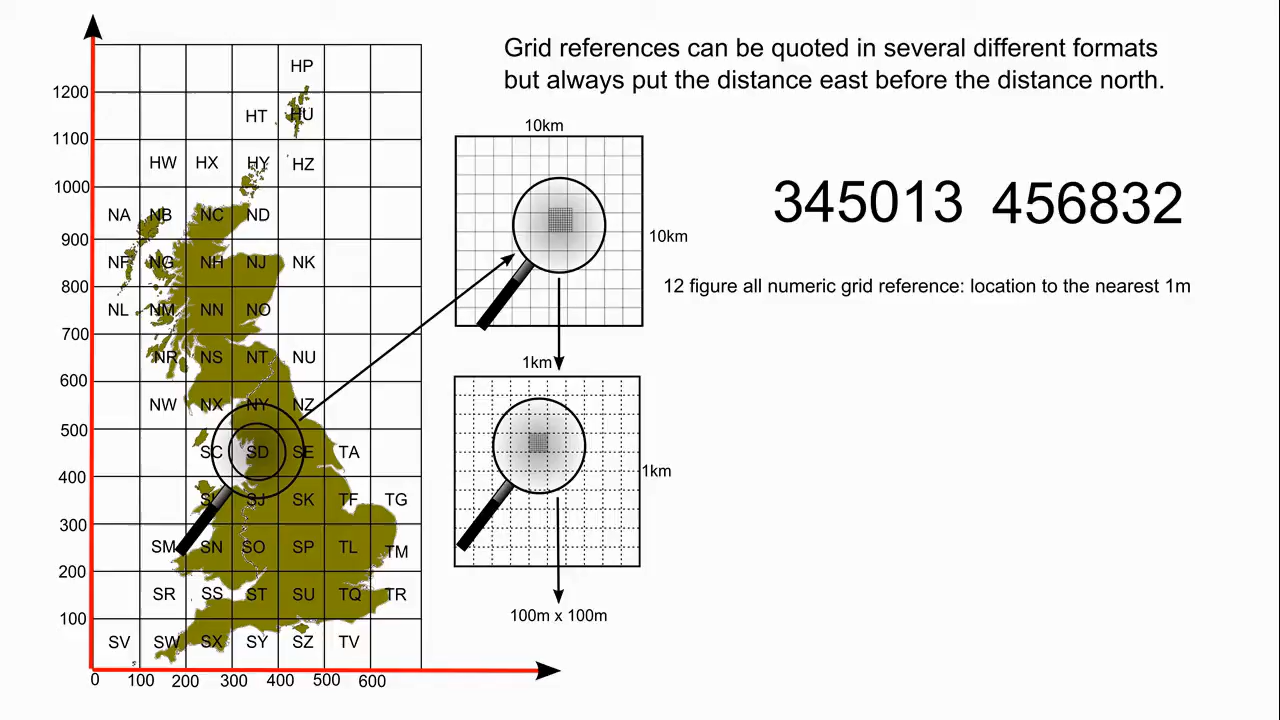 Grid references can be quoted in several different formats
but always put the distance east before the distance north.
HP
1200
HT HU
10km
1100
HW HX HY HZ
1000
345013 456832
NA NB NC ND
900
10km
NF NG NH NJ NK
800
12 figure all numeric grid reference: location to the nearest 1m
NL NM NN NO
700
NR NS NT NU
1km
600
NW NX NY NZ
500
SC SD SE TA
400
1km
SJ SK TF TG
300
SM SN SO SP TL TM
200
SR SS ST SU TQ TR
100m x 100m
100
SV SW SX SY SZ TV
0 100 200 300 400 500 600